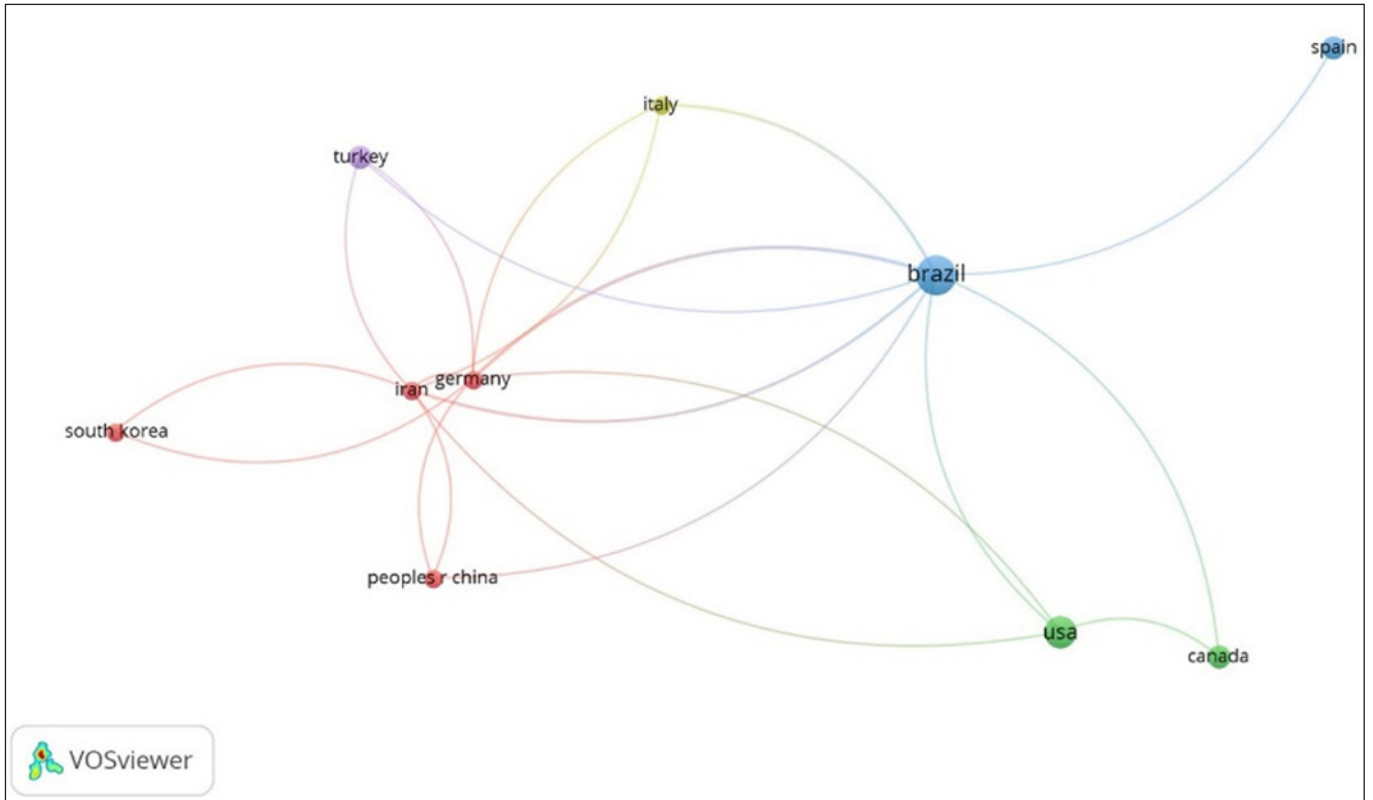 spain
italy
turkey
brazil
germany
iran
south korea
peoples r china
usa
canada
VOSviewer